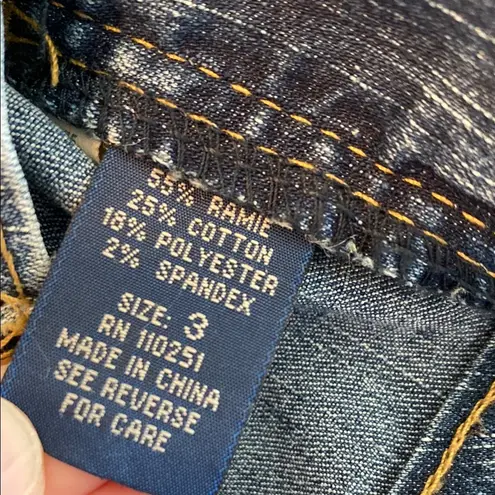 55% RAMIE
25% COTTON
18% POLYESTER
2% SPANDEX
SIZE: 3
RN 110251
MADE IN CHINA
SEE REVERSE
FOR CARE